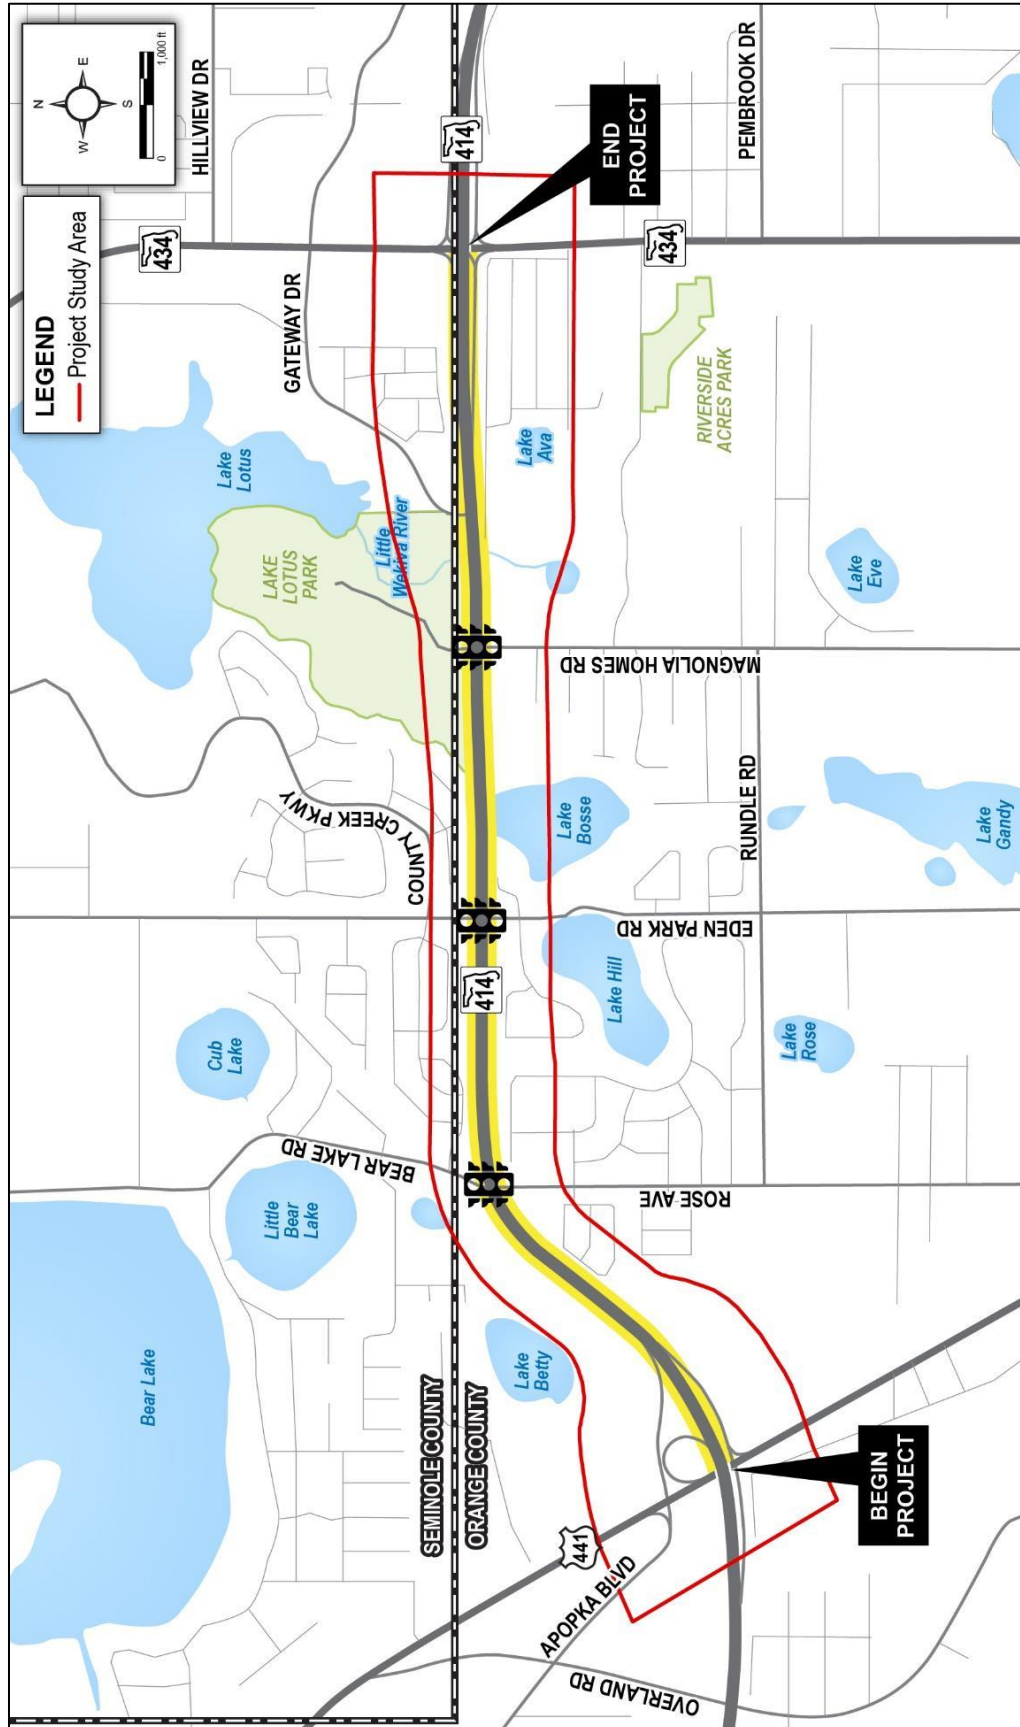 LEGEND
Project Study Area
N
W
E
S
0
1,000 ft
HILLVIEW DR
434
GATEWAY DR
Lake
Lotus
LAKE
LOTUS
PARK
Little
Wekiva River
COUNTY CREEK PKWY
Cub
Lake
BEAR LAKE RD
Little
Bear
Lake
Bear Lake
SEMINOLE COUNTY
ORANGE COUNTY
414
END
PROJECT
PEMBROOK DR
434
RIVERSIDE
ACRES PARK
Lake
Ava
Lake
Eve
MAGNOLIA HOMES RD
Lake
Bosse
RUNDLE RD
Lake
Gandy
EDEN PARK RD
414
Lake Hill
Lake
Rose
ROSE AVE
Lake
Betty
BEGIN
PROJECT
441
APOPKA BLVD
OVERLAND RD